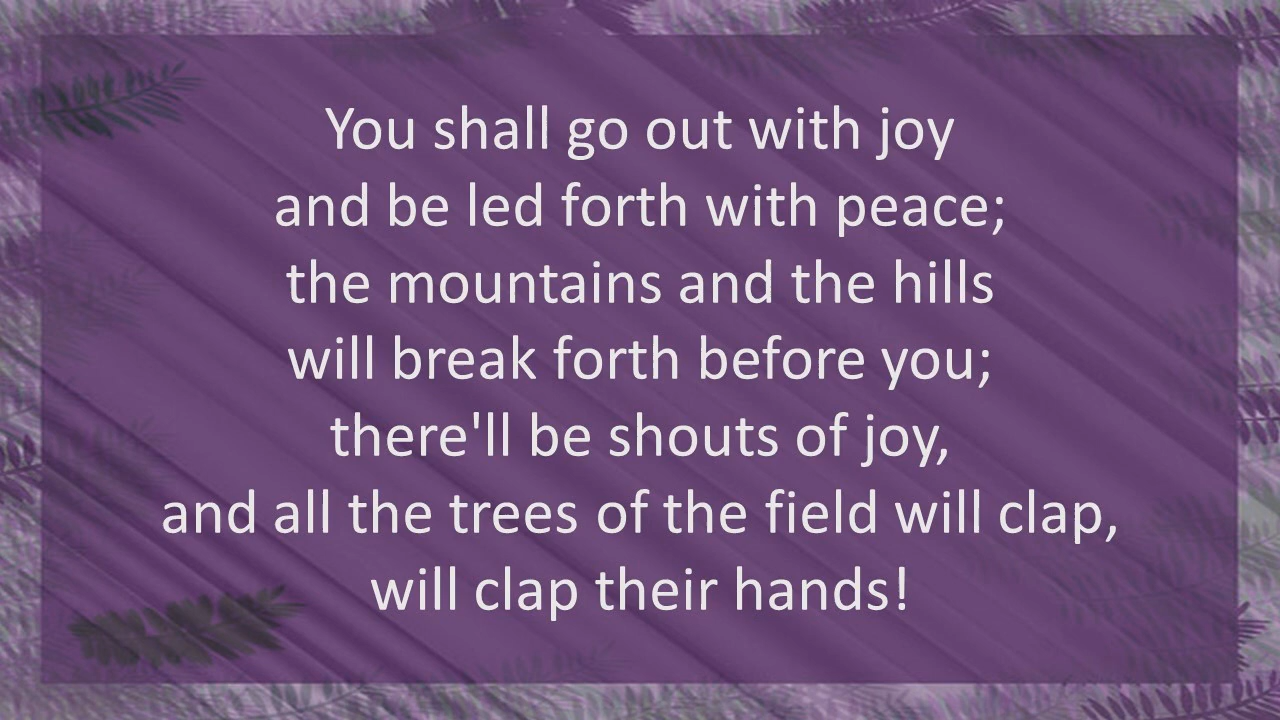 You shall go out with joy
and be led forth with peace;
the mountains and the hills
will break forth before you;
there'll be shouts of joy,
and all the trees of the field will clap,
will clap their hands!